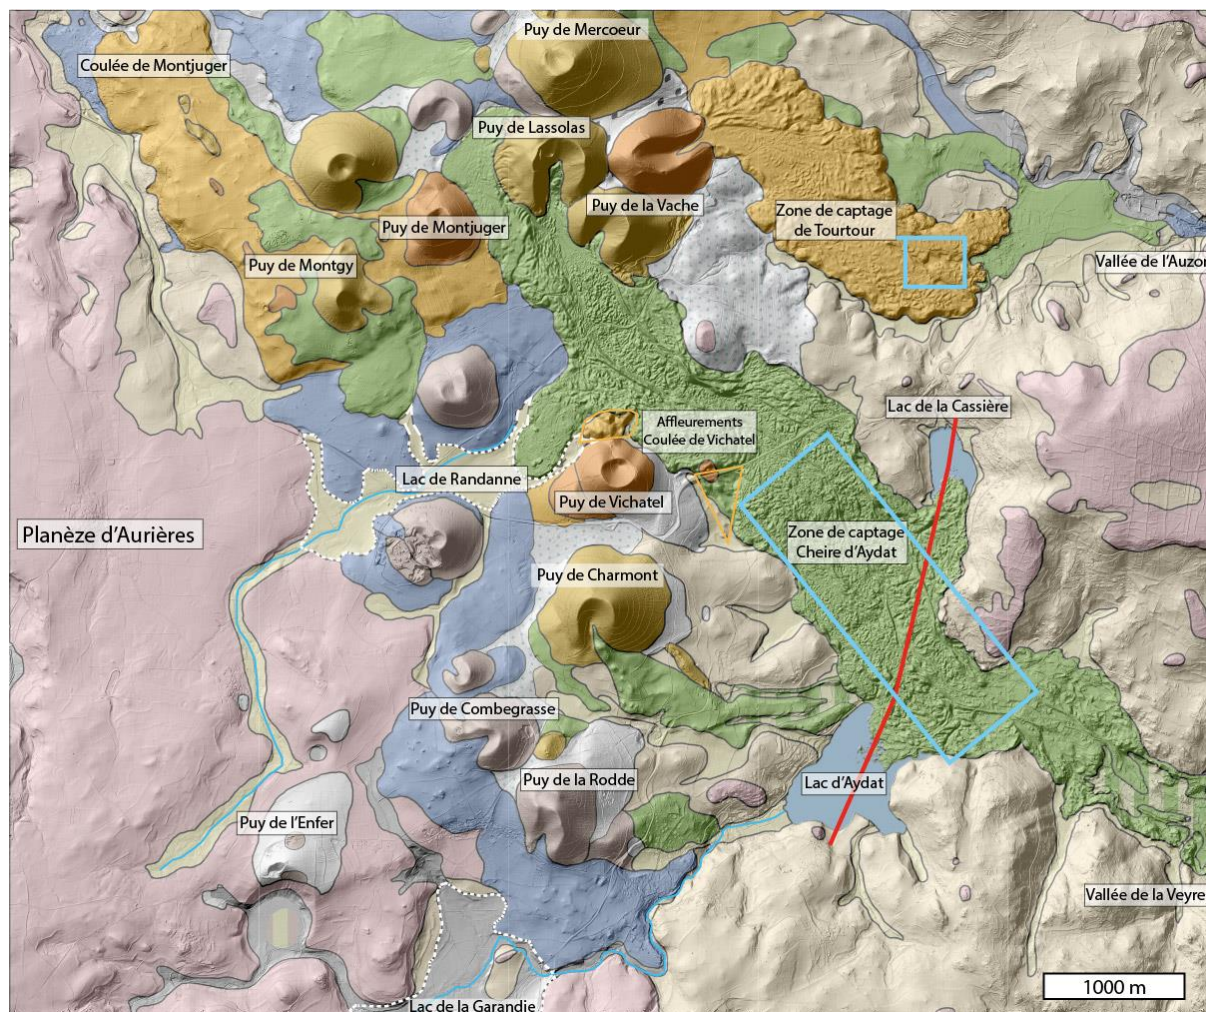 Puy de Mercoeur
Coulée de Montjuger
Puy de Lassolas
Puy de la Vache
Zone de captage
de Tourtour
Puy de Montjuger
Puy de Montgy
Vallée de l'Auzon
Lac de la Cassière
Affleurements
Coulée de Vichatel
Lac de Randanne
Puy de Vichatel
Planèze d'Aurières
Zone de captage
Cheire d'Aydat
Puy de Charmont
Puy de Combegrasse
Puy de la Rodde
Lac d'Aydat
Puy de l'Enfer
Vallée de la Veyre
1000 m
Lac de la Garandie